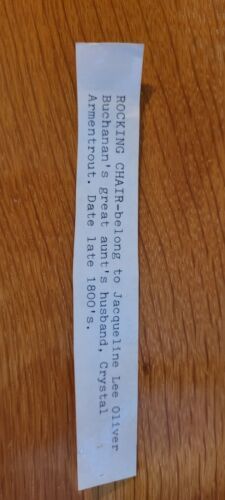 ROCKING CHAIR-belong to Jacqueline Lee Oliver
Buchanan's great aunt's husband, Crystal
Armentrout. Date late 1800's.